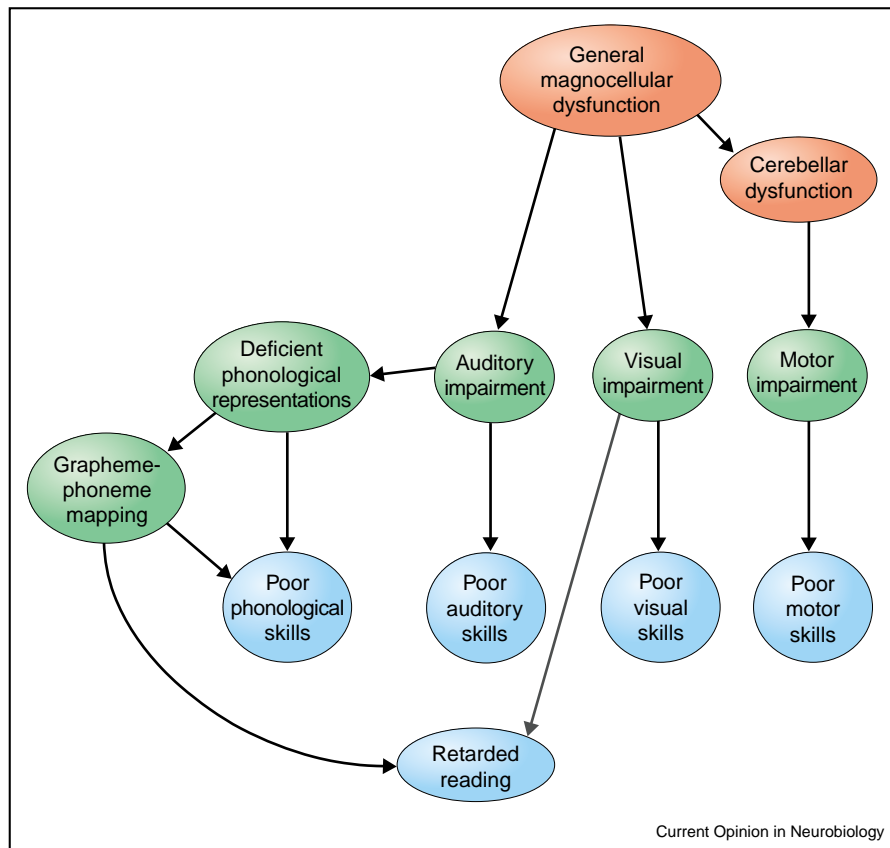 General
magnocellular
dysfunction
Cerebellar
dysfunction
Deficient
phonological
representations
Auditory
impairment
Visual
impairment
Motor
impairment
Grapheme-
phoneme
mapping
Poor
phonological
skills
Poor
auditory
skills
Poor
visual
skills
Poor
motor
skills
Retarded
reading
Current Opinion in Neurobiology